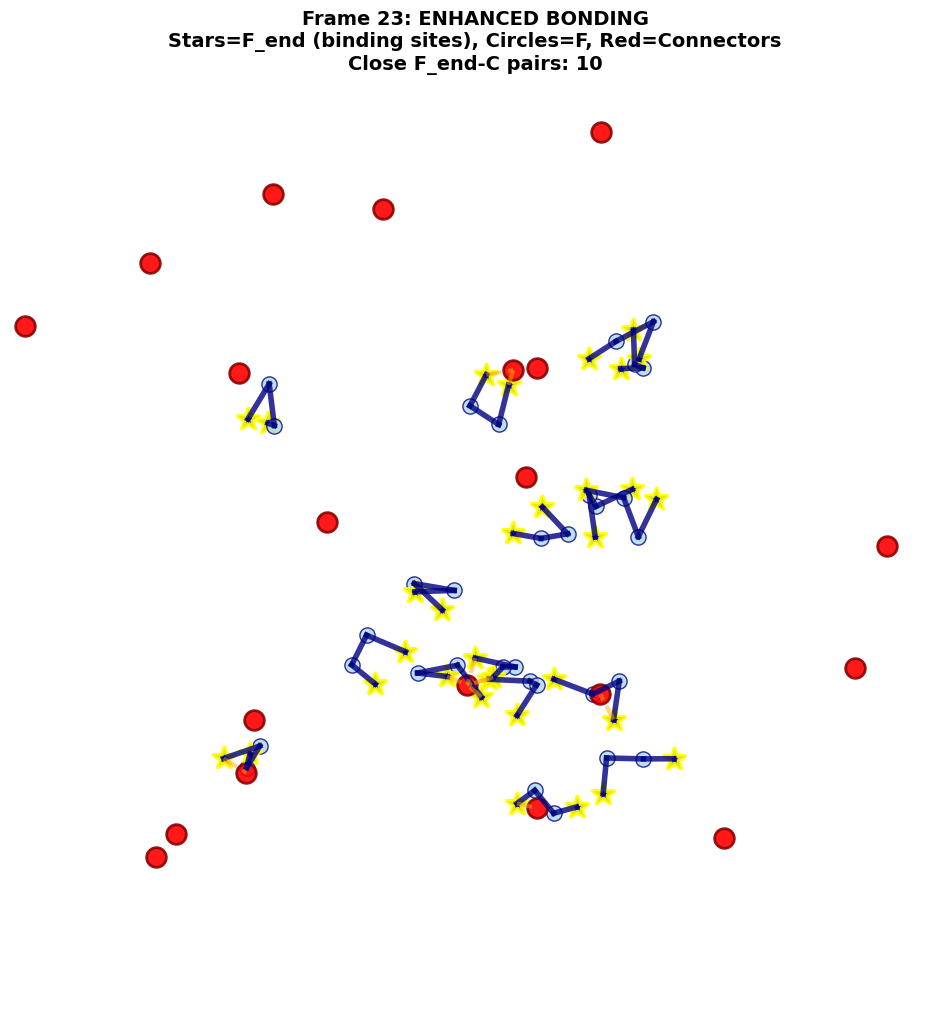 Frame 23: ENHANCED BONDING
Stars=F_end (binding sites), Circles=F, Red=Connectors
Close F_end-C pairs: 10